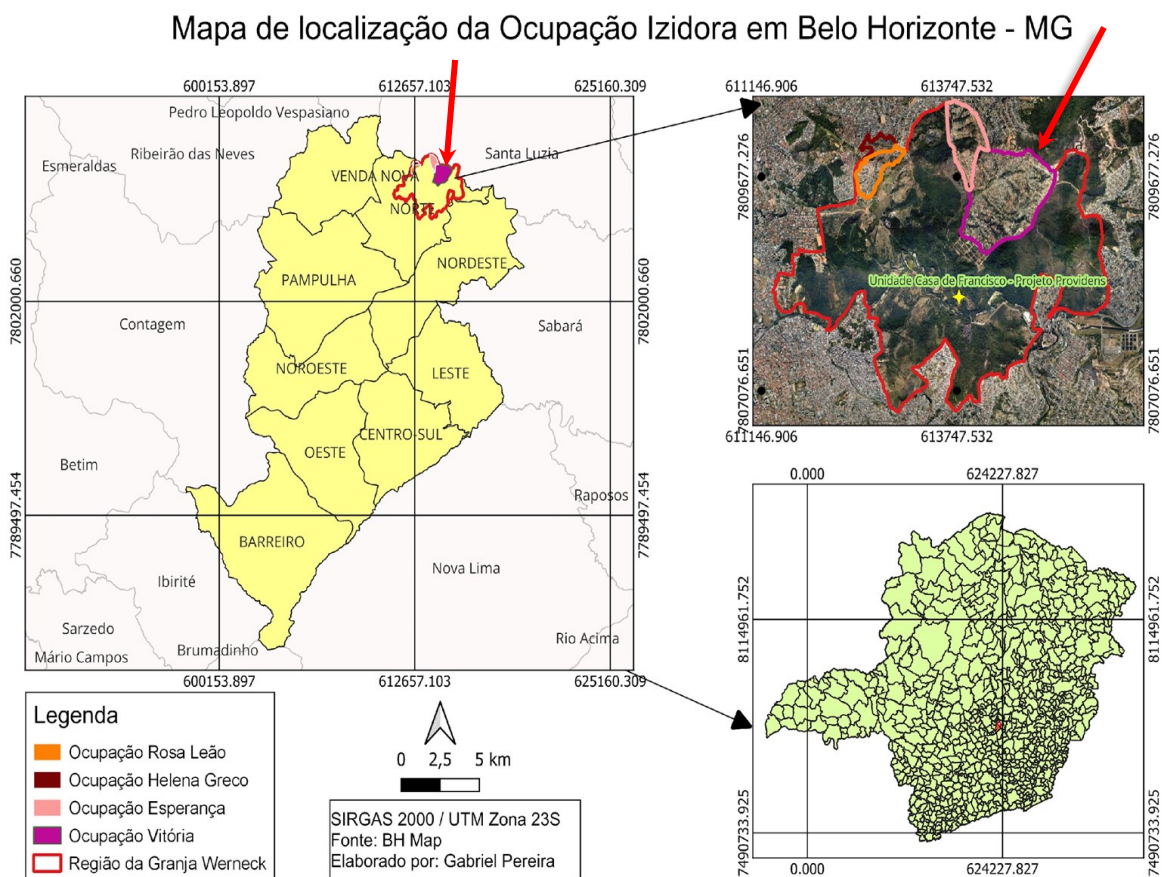 Mapa de localização da Ocupação Izidora em Belo Horizonte - MG
600153.897
612657.103
625160.309
Pedro Leopoldo
Vespasiano
Esmeraldas
Ribeirão das Neves
Santa Luzia
VENDA NOVA
NORTE
NORDESTE
PAMPULHA
7802000.660
7802000.660
Contagem
Sabará
NOROESTE
LESTE
CENTRO-SUL
OESTE
Betim
Raposos
7789497.454
7789497.454
BARREIRO
Ibirité
Nova Lima
Sarzedo
Mário Campos
Brumadinho
Rio Acima
600153.897
612657.103
625160.309
611146.906
613747.532
7809677.276
7809677.276
Unidade Casa de Francisco - Projeto Providens
7807076.651
7807076.651
611146.906
613747.532
0.000
624227.827
8114961.752
8114961.752
7490733.925
7490733.925
0.000
624227.827
Legenda
Ocupação Rosa Leão
Ocupação Helena Greco
Ocupação Esperança
Ocupação Vitória
Região da Granja Werneck
0 2,5 5 km
SIRGAS 2000 / UTM Zona 23S
Fonte: BH Map
Elaborado por: Gabriel Pereira